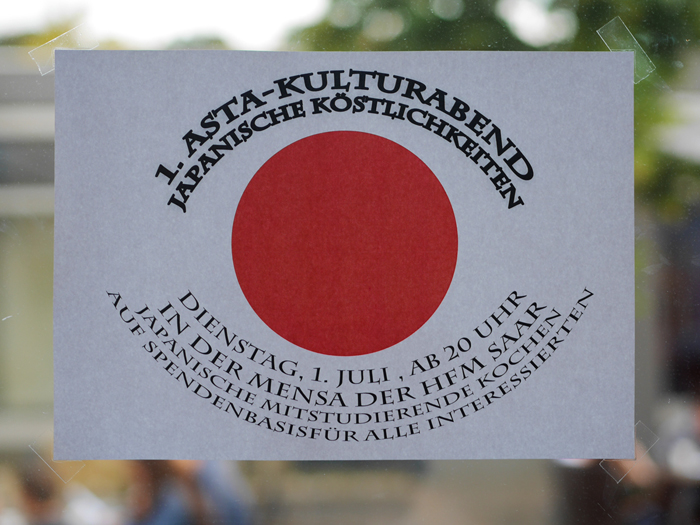 1. ASTA-KULTURABEND
JAPANISCHE KÖSTLICHKEITEN
DIENSTAG, 1. JULI , AB 20 UHR
IN DER MENSA DER HFM SAAR
JAPANISCHE MITSTUDIERENDE KOCHEN
AUF SPENDENBASISFÜR ALLE INTERESSIERTEN